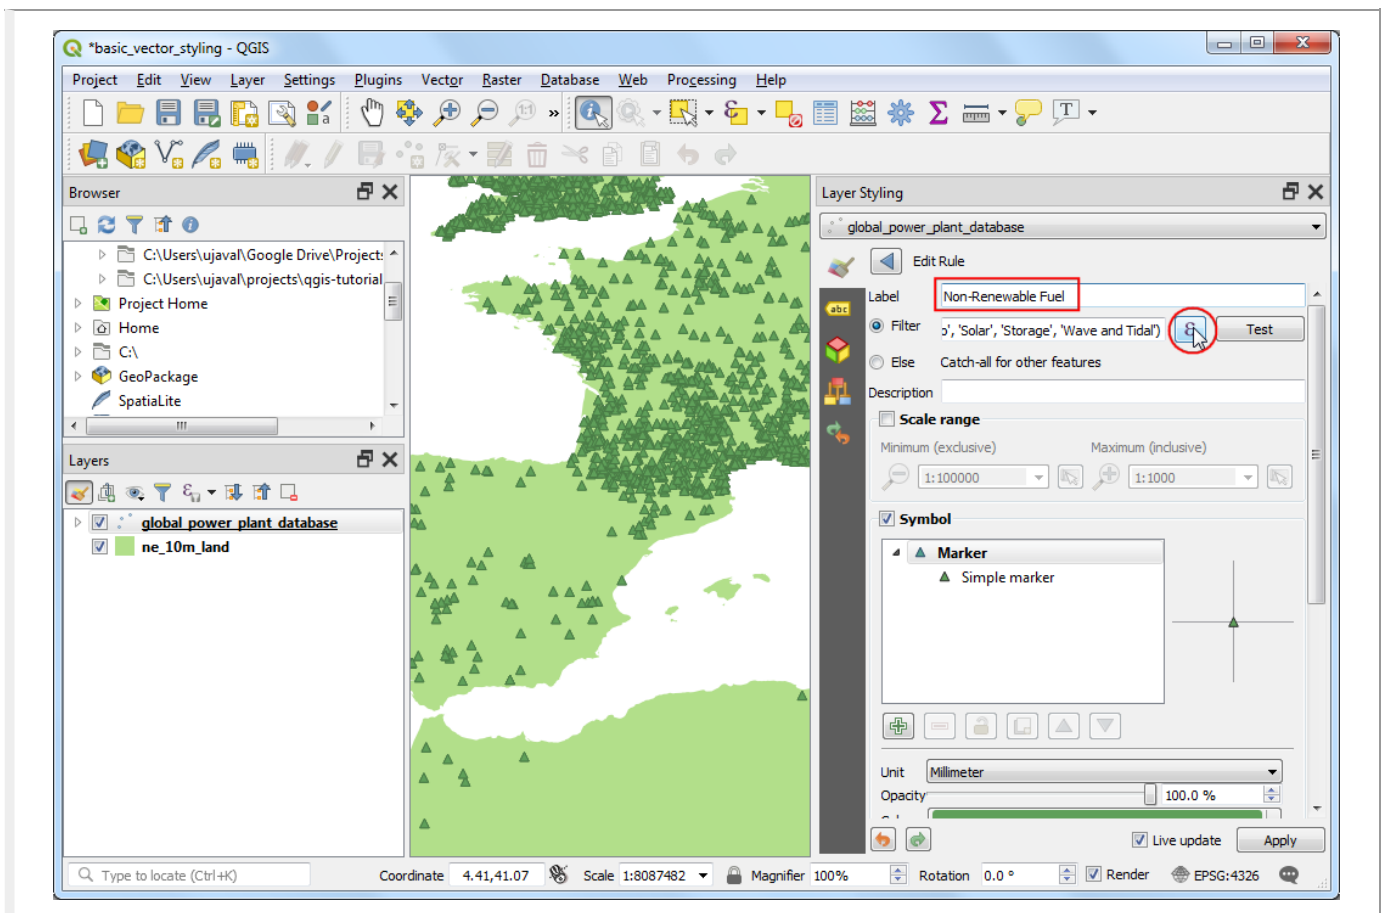 *basic_vector_styling - QGIS
Project Edit View Layer Settings Plugins Vector Raster Database Web Processing Help
Browser
C:\Users\ujaval\Google Drive\Project:
C:\Users\ujaval\projects\qgis-tutorial
Project Home
Home
C:\
GeoPackage
SpatiaLite
Layers
global_power_plant_database
ne_10m_land
Layer Styling
global_power_plant_database
Edit Rule
Label Non-Renewable Fuel
Filter o', 'Solar', 'Storage', 'Wave and Tidal') ε Test
Else Catch-all for other features
Description
Scale range
Minimum (exclusive) Maximum (inclusive)
1:100000 1:1000
Symbol
Marker
Simple marker
Unit Millimeter
Opacity 100.0 %
Live update Apply
Type to locate (Ctrl+K) Coordinate 4.41,41.07 Scale 1:8087482 Magnifier 100% Rotation 0.0 ° Render EPSG:4326